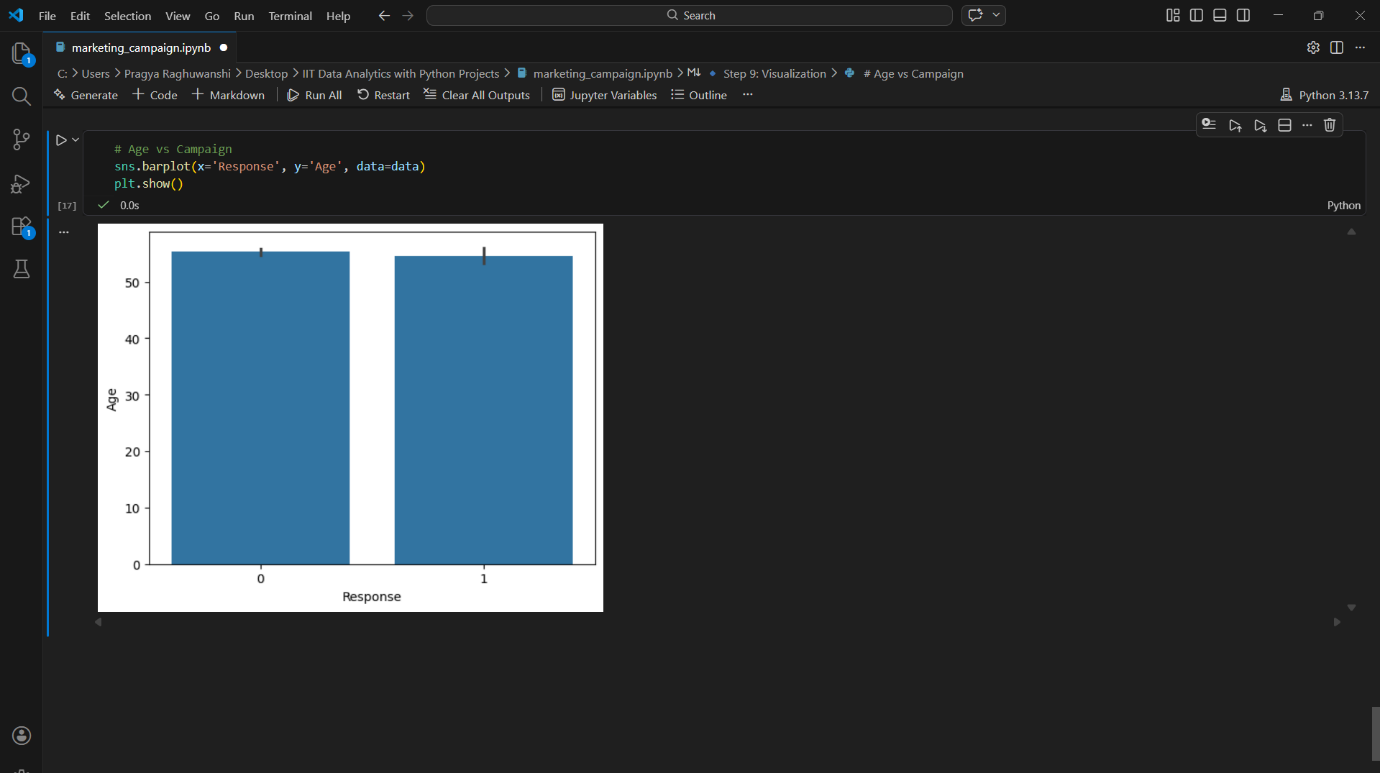 File Edit Selection View Go Run Terminal Help
Search
marketing_campaign.ipynb
1
C: > Users > Pragya Raghuwanshi > Desktop > IIT Data Analytics with Python Projects > marketing_campaign.ipynb > M↓ Step 9: Visualization > # Age vs Campaign
Generate + Code + Markdown Run All Restart Clear All Outputs Jupyter Variables Outline ... Python 3.13.7
# Age vs Campaign
sns.barplot(x='Response', y='Age', data=data)
plt.show()
[17] 0.0s Python
1
50
40
30
20
10
0
Age
0 1
Response